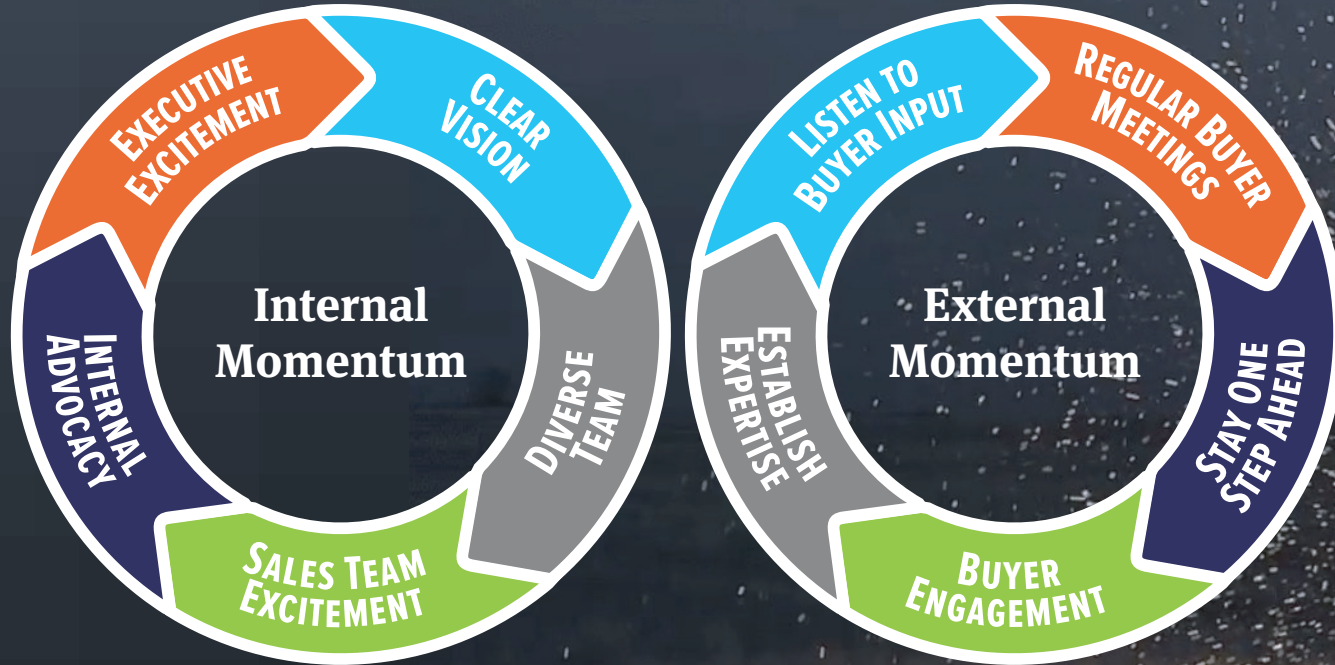 EXECUTIVE
EXCITEMENT
CLEAR
VISION
DIVERSE
TEAM
SALES TEAM
EXCITEMENT
INTERNAL
ADVOCACY
Internal
Momentum
LISTEN TO
BUYER INPUT
REGULAR BUYER
MEETINGS
STAY ONE
STEP AHEAD
BUYER
ENGAGEMENT
ESTABLISH
EXPERTISE
External
Momentum